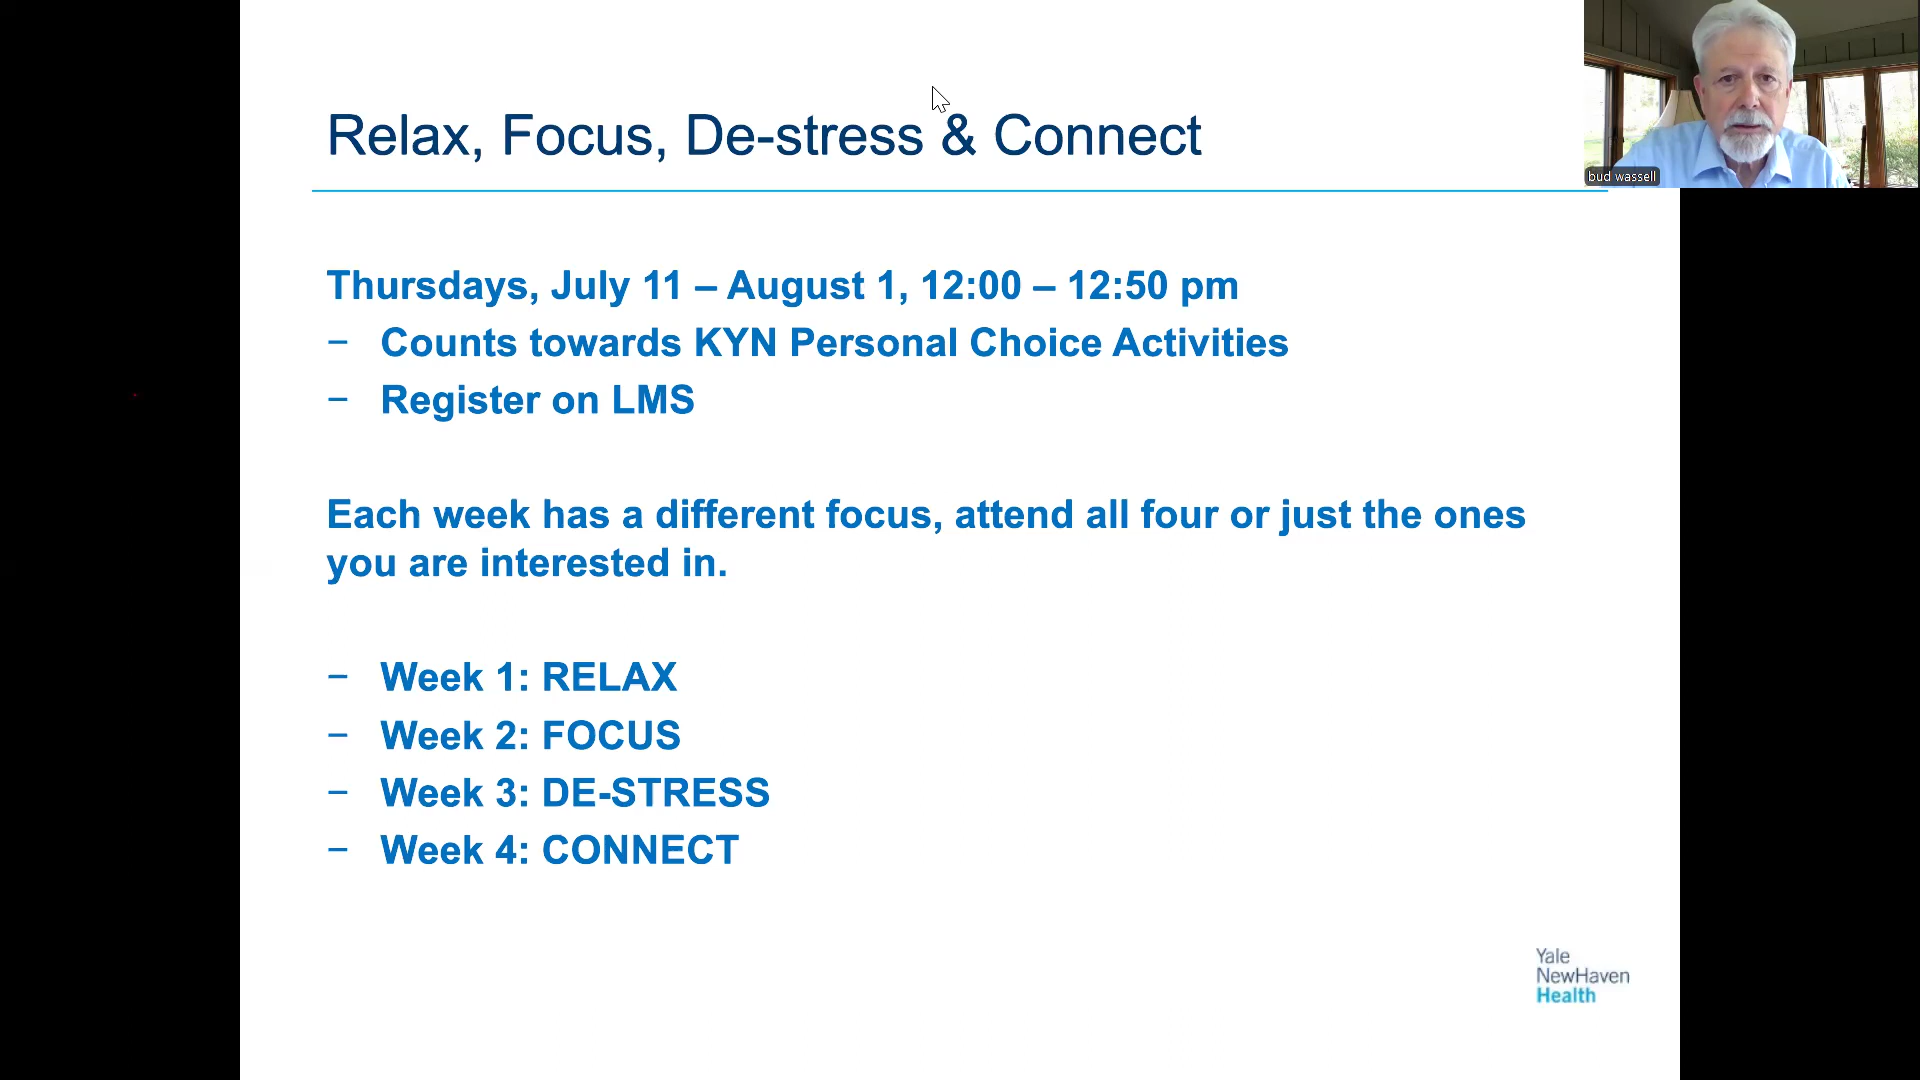 Relax, Focus, De-stress & Connect
bud wassell
Thursdays, July 11 – August 1, 12:00 – 12:50 pm
– Counts towards KYN Personal Choice Activities
– Register on LMS
Each week has a different focus, attend all four or just the ones
you are interested in.
– Week 1: RELAX
– Week 2: FOCUS
– Week 3: DE-STRESS
– Week 4: CONNECT
Yale
NewHaven
Health